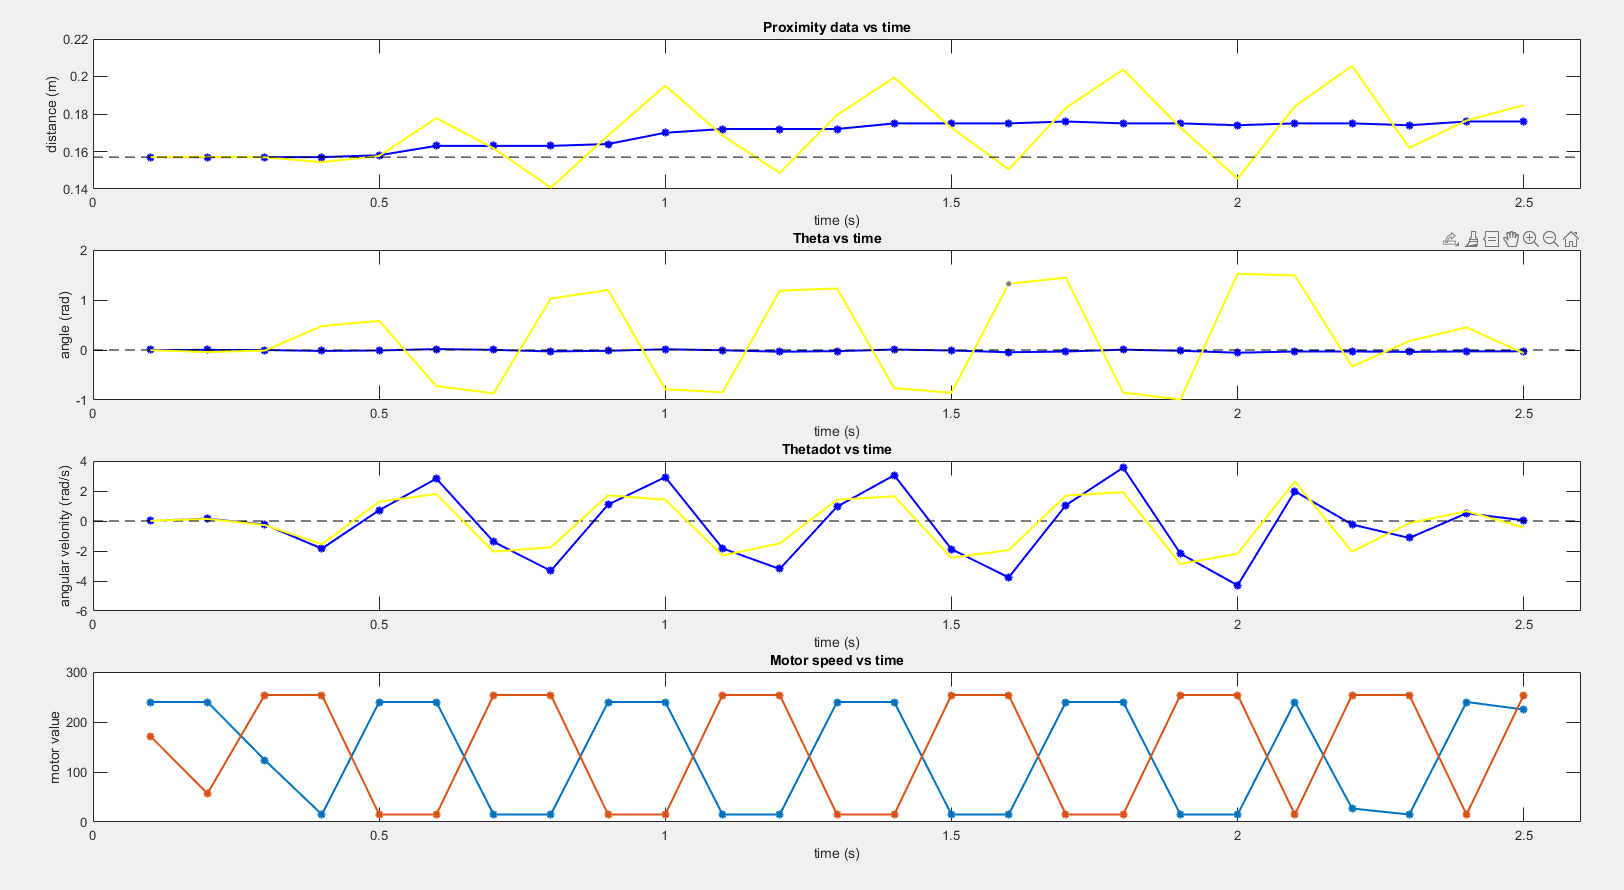 Proximity data vs time
0.22
0.2
0.18
0.16
0.14
distance (m)
0 0.5 1 1.5 2 2.5
time (s)
Theta vs time
2
1
0
-1
angle (rad)
0 0.5 1 1.5 2 2.5
time (s)
Thetadot vs time
4
2
0
-2
-4
-6
angular velonity (rad/s)
0 0.5 1 1.5 2 2.5
time (s)
Motor speed vs time
300
200
100
0
motor value
0 0.5 1 1.5 2 2.5
time (s)